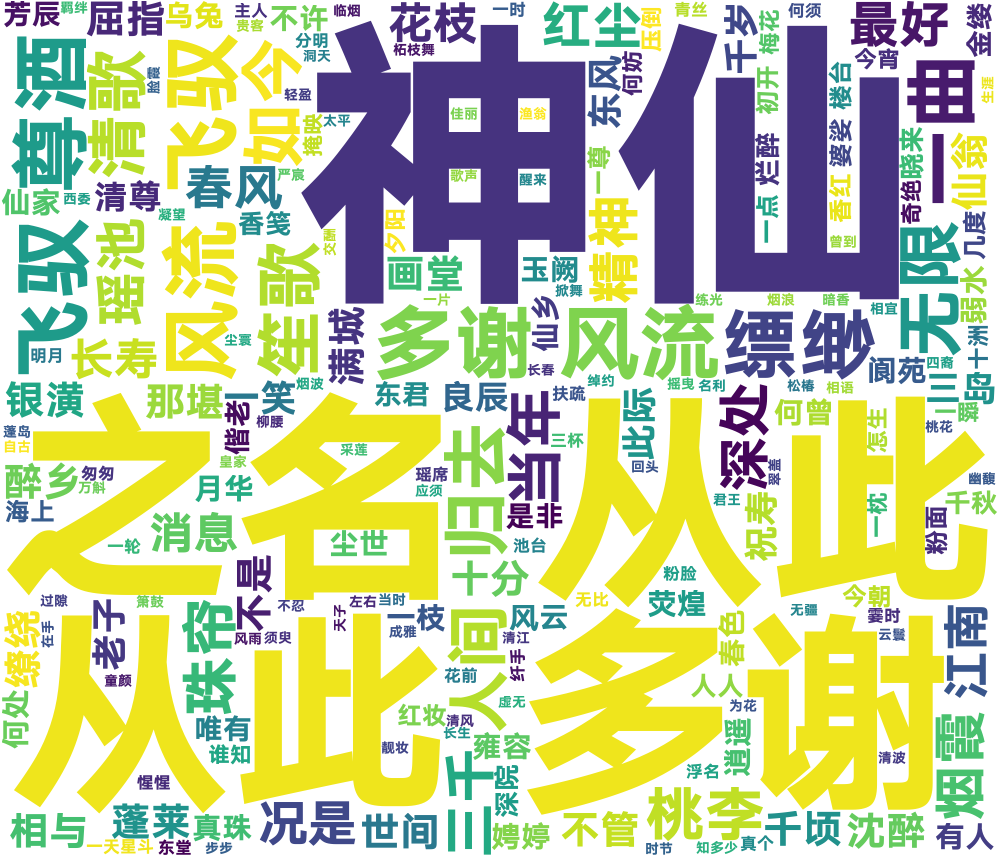 芳辰
羁绊
屈指
乌兔
主人
贵客
不许
临烟
花枝
一时
红尘
压倒
青丝
千岁
梅花
何须
最好
金缕
分明
洞天
柘枝舞
今宵
尊酒
清歌
脸霞
飞驭
如今
轻盈
掩映
太平
神仙
佳丽
渔翁
东风
何妨
初开
楼台
一曲
生涯
歌声
醒来
一尊
烂醉
婆娑
晓来
仙翁
仙家
西委
清尊
凝望
春风
严宸
香笺
夕阳
精神
一点
香红
曾到
奇绝
几度
飞驭
瑶池
风流
笙歌
画堂
一片
玉阙
掀舞
无限
弱水
明月
长寿
尘寰
满城
多谢
仙乡
风流
练光
烟浪
暗香
缥缈
相宜
十洲
长春
阆苑
四裔
三山
银潢
那堪
一笑
烟波
东君
良辰
扶疏
绰约
摇曳
名利
松椿
相语
一瞬
蓬岛
自古
之名
偕老
柳腰
采莲
归去
当年
三杯
此际
从此
深处
何曾
怎生
桃花
醉乡
匆匆
万斛
皇家
瑶席
应须
回头
翠盖
幽馥
海上
月华
是非
君王
祝寿
一枕
粉面
千秋
一轮
消息
尘世
池台
十分
粉脸
过隙
箫鼓
不是
不忍
天子
左右
当时
一枝
人间
风云
无比
荧煌
无疆
今朝
霎时
缭绕
在手
老子
珠帘
风雨
须臾
成雅
清江
纤手
春色
云鬟
江南
童颜
从此
花前
多谢
何处
唯有
谁知
红妆
清风
长生
虚无
人人
为花
靓妆
雍容
逍遥
清波
烟霞
惺惺
三千
深院
浮名
相与
蓬莱
真珠
况是
世间
娉婷
不管
桃李
千顷
沈醉
有人
一天星斗
东堂
步步
时节
知多少
真个